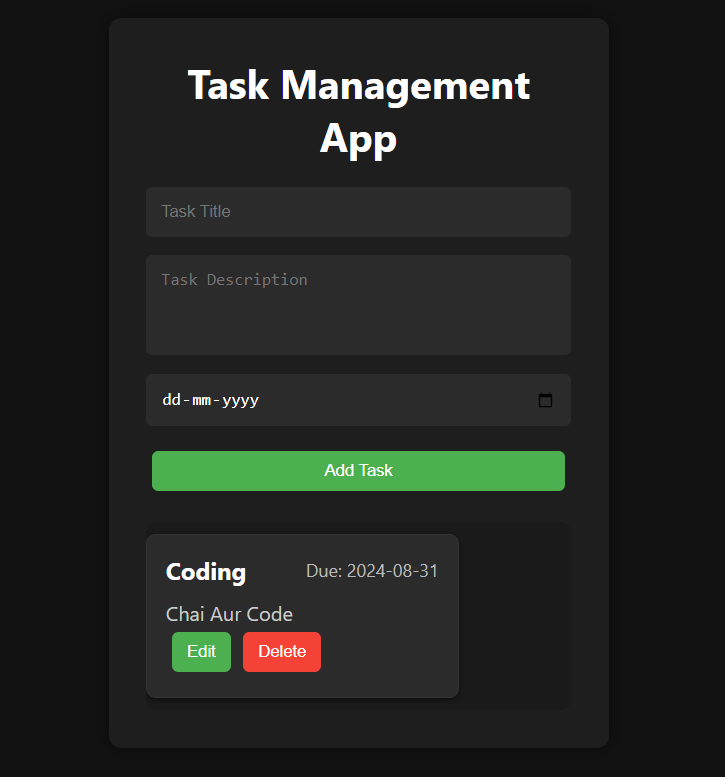 Task Management
App
Task Title
Task Description
dd-mm-yyyy
Add Task
Coding Due: 2024-08-31
Chai Aur Code
Edit Delete